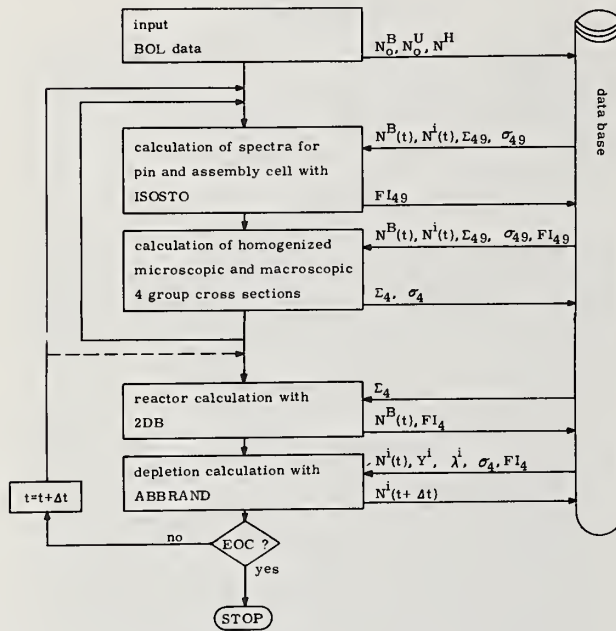 input
BOL data
N₀ᴮ, N₀ᵁ, Nᴴ
data base
calculation of spectra for
pin and assembly cell with
ISOSTO
Nᴮ(t), Nⁱ(t), Σ₄₉, σ₄₉
FI₄₉
calculation of homogenized
microscopic and macroscopic
4 group cross sections
Nᴮ(t), Nⁱ(t), Σ₄₉, σ₄₉, FI₄₉
Σ₄, σ₄
reactor calculation with
2DB
Σ₄
Nᴮ(t), FI₄
depletion calculation with
ABBRAND
Nⁱ(t), Yⁱ, λⁱ, σ₄, FI₄
Nⁱ(t+ Δt)
t=t+Δt
no
EOC ?
yes
STOP